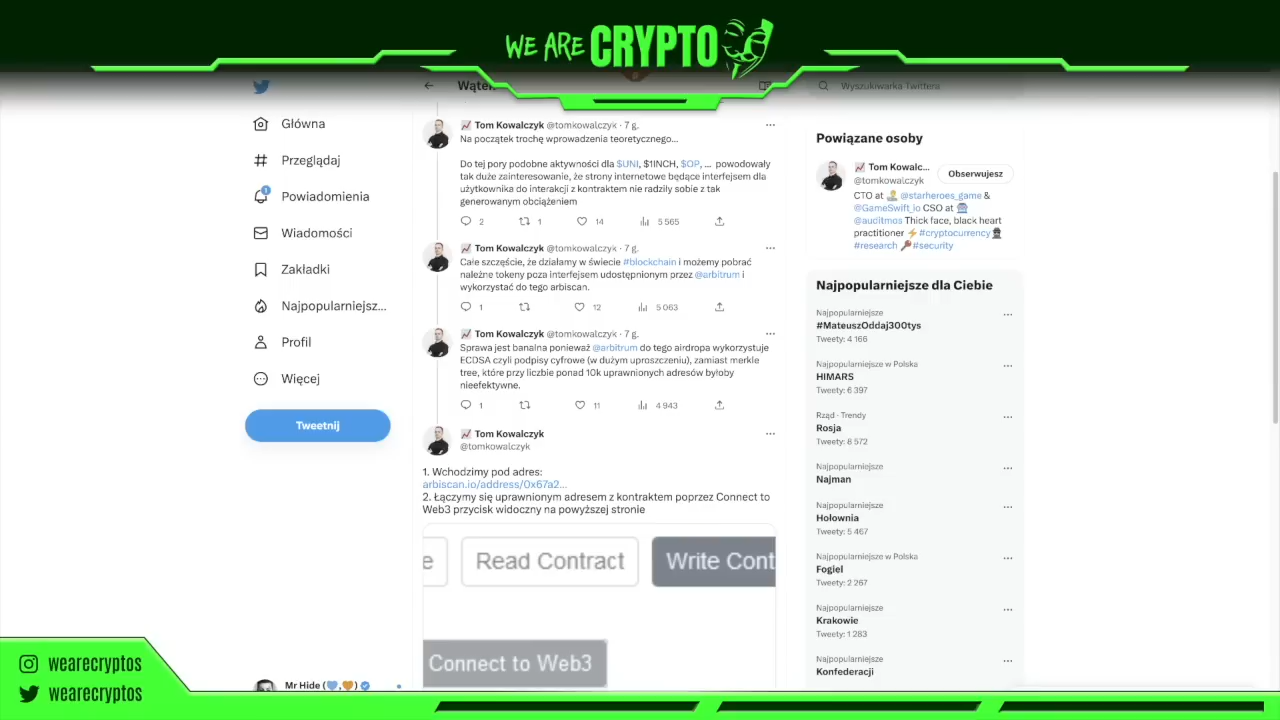 WE ARE CRYPTO
Wątek
Wyszukiwarka Twittera
Główna
Przeglądaj
1
Powiadomienia
Wiadomości
Zakładki
Najpopularniejsz...
Profil
Więcej
Tweetnij
Mr Hide (💙,🧡)
Tom Kowalczyk @tomkowalczyk · 7 g.
Na początek trochę wprowadzenia teoretycznego...
Do tej pory podobne aktywności dla $UNI, $1INCH, $OP, ... powodowały
tak duże zainteresowanie, że strony internetowe będące interfejsem dla
użytkownika do interakcji z kontraktem nie radziły sobie z tak
generowanym obciążeniem
2 1 14 5 565
Tom Kowalczyk @tomkowalczyk · 7 g.
Całe szczęście, że działamy w świecie #blockchain i możemy pobrać
należne tokeny poza interfejsem udostępnionym przez @arbitrum i
wykorzystać do tego arbiscan.
1 12 5 063
Tom Kowalczyk @tomkowalczyk · 7 g.
Sprawa jest banalna ponieważ @arbitrum do tego airdropa wykorzystuje
ECDSA czyli podpisy cyfrowe (w dużym uproszczeniu), zamiast merkle
tree, które przy liczbie ponad 10k uprawnionych adresów byłoby
nieefektywne.
1 11 4 943
Tom Kowalczyk
@tomkowalczyk
1. Wchodzimy pod adres:
arbiscan.io/address/0x67a2...
2. Łączymy się uprawnionym adresem z kontraktem poprzez Connect to
Web3 przycisk widoczny na powyższej stronie
e Read Contract Write Cont
Connect to Web3
Powiązane osoby
Tom Kowalc...
Obserwujesz
@tomkowalczyk
CTO at @starheroes_game &
@GameSwift_io CSO at
@auditmos Thick face, black heart
practitioner ⚡#cryptocurrency
#research #security
Najpopularniejsze dla Ciebie
Najpopularniejsze
#MateuszOddaj300tys
Tweety: 4 166
Najpopularniejsze w Polska
HIMARS
Tweety: 6 397
Rząd · Trendy
Rosja
Tweety: 8 572
Najpopularniejsze
Najman
Najpopularniejsze
Hołownia
Tweety: 5 467
Najpopularniejsze w Polska
Fogiel
Tweety: 2 267
Najpopularniejsze
Krakowie
Tweety: 1 283
Najpopularniejsze
Konfederacji
wearecryptos
wearecryptos